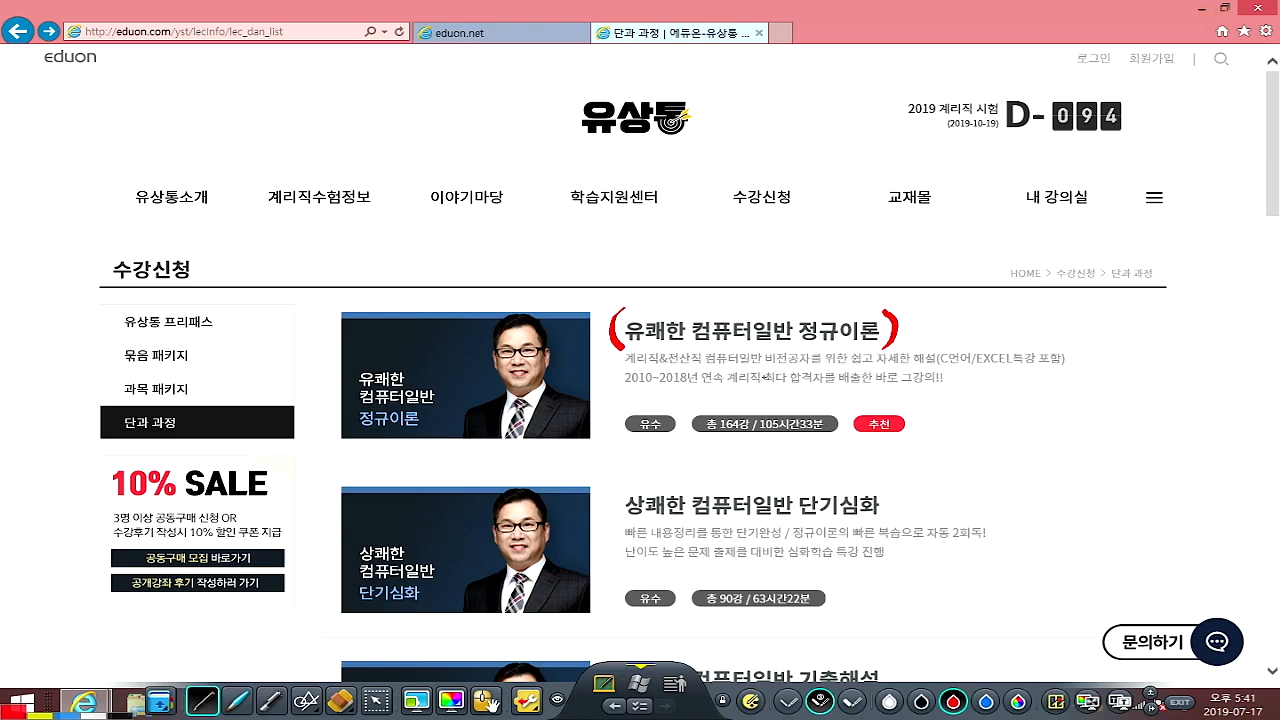 http://eduon.com/yst/lecInfo/lec_dan_list
eduon.net
단과 과정 | 에듀온-유상통 ...
eduon
로그인
회원가입
유상통
2019 계리직 시험
(2019-10-19)
D- 0 9 4
유상통소개
계리직수험정보
이야기마당
학습지원센터
수강신청
교재몰
내 강의실
수강신청
HOME > 수강신청 > 단과 과정
유상통 프리패스
묶음 패키지
과목 패키지
단과 과정
10% SALE
3명 이상 공동구매 신청 OR
수강후기 작성시 10% 할인 쿠폰 지급
공동구매 모집 바로가기
공개강좌 후기 작성하러 가기
유쾌한
컴퓨터일반
정규이론
유쾌한 컴퓨터일반 정규이론
계리직&전산직 컴퓨터일반 비전공자를 위한 쉽고 자세한 해설(C언어/EXCEL특강 포함)
2010~2018년 연속 계리직 최다 합격자를 배출한 바로 그강의!!
유수
총 164강 / 105시간33분
추천
상쾌한
컴퓨터일반
단기심화
상쾌한 컴퓨터일반 단기심화
빠른 내용정리를 통한 단기완성 / 정규이론의 빠른 복습으로 자동 2회독!
난이도 높은 문제 출제를 대비한 심화학습 특강 진행
유수
총 90강 / 63시간22분
컴퓨터일반 기출해설
문의하기
EXIT
오후 5:41
2019-07-17